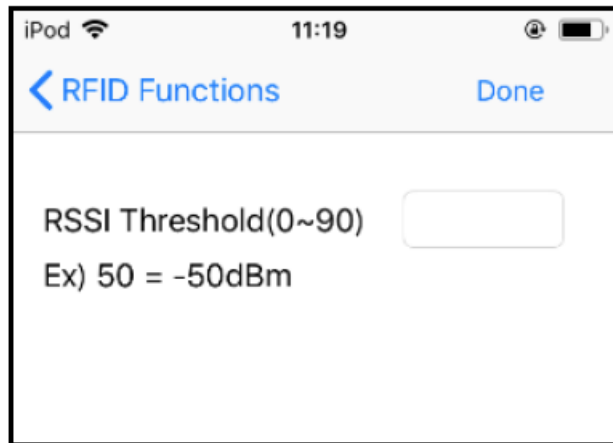 iPod 11:19
RFID Functions Done
RSSI Threshold(0~90)
Ex) 50 = -50dBm